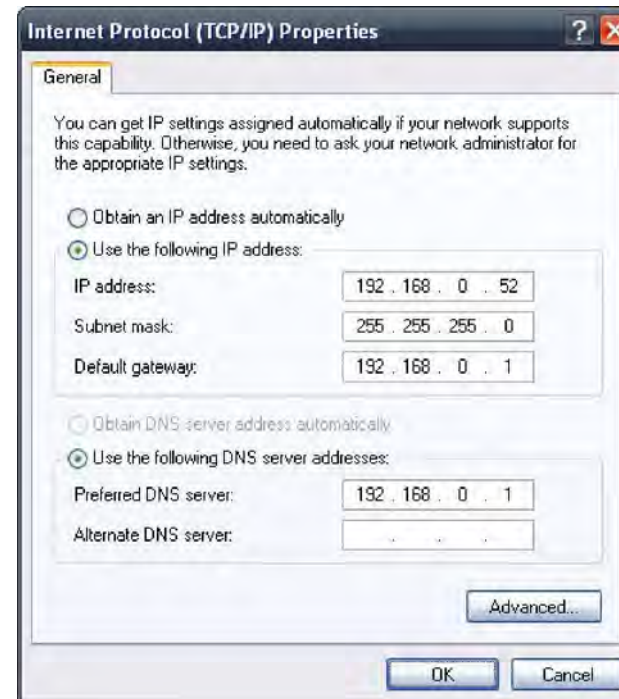 Internet Protocol (TCP/IP) Properties
General
You can get IP settings assigned automatically if your network supports
this capability. Otherwise, you need to ask your network administrator for
the appropriate IP settings.
Obtain an IP address automatically
Use the following IP address:
IP address: 192 . 168 . 0 . 52
Subnet mask: 255 . 255 . 255 . 0
Default gateway: 192 . 168 . 0 . 1
Obtain DNS server address automatically
Use the following DNS server addresses:
Preferred DNS server: 192 . 168 . 0 . 1
Alternate DNS server: . . .
Advanced...
OK Cancel